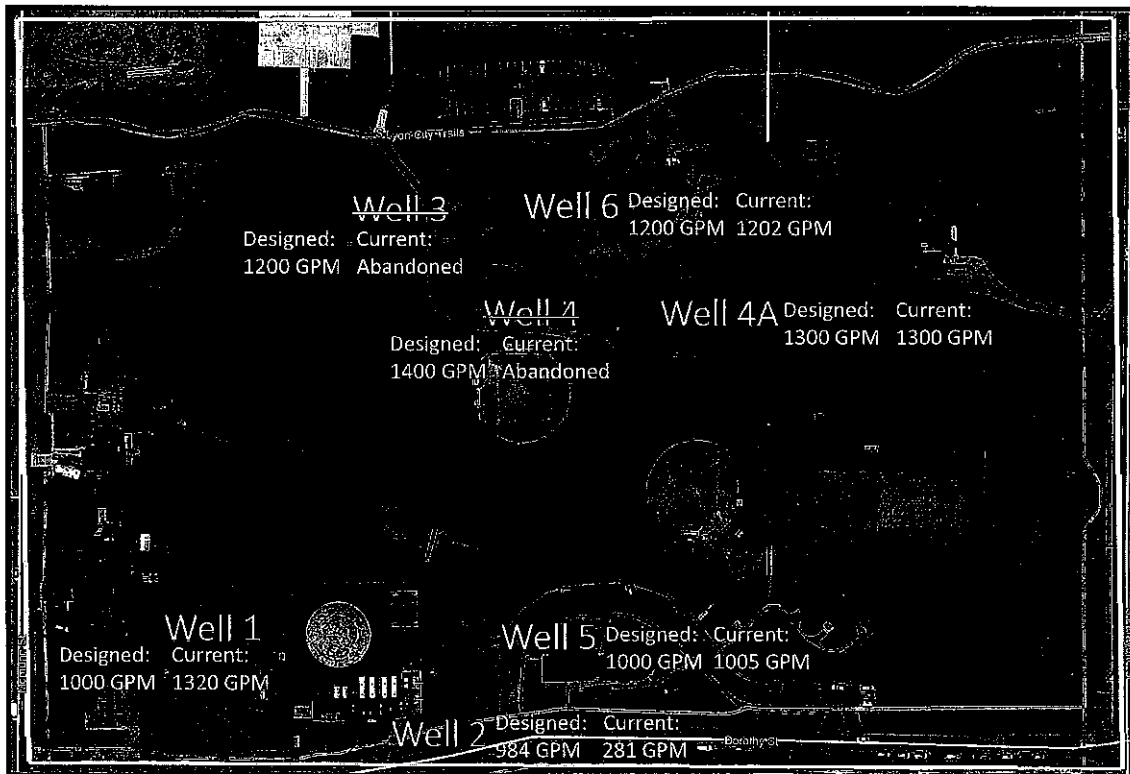 Lyon City Trails
Well 3
Designed: Current:
1200 GPM Abandoned
Well 6
Designed: Current:
1200 GPM 1202 GPM
Well 4
Designed: Current:
1400 GPM Abandoned
Well 4A
Designed: Current:
1300 GPM 1300 GPM
Well 1
Designed: Current:
1000 GPM 1320 GPM
Well 5
Designed: Current:
1000 GPM 1005 GPM
Well 2
Designed: Current:
984 GPM 281 GPM
Dorothy St